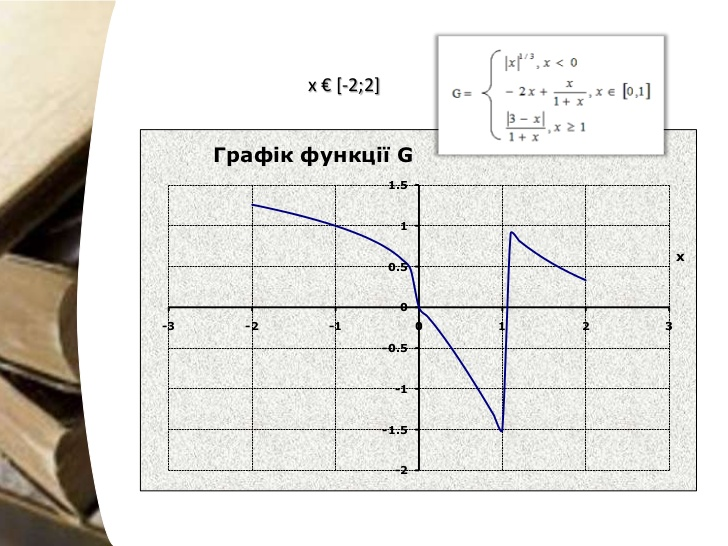 x € [-2;2]
G = { |x|^1/3, x < 0
- 2x + x/(1 + x), x ∈ [0,1]
|3 - x|/(1 + x), x ≥ 1
Графік функції G
1.5
1
x
0.5
0
-3 -2 -1 0 1 2 3
-0.5
-1
-1.5
-2